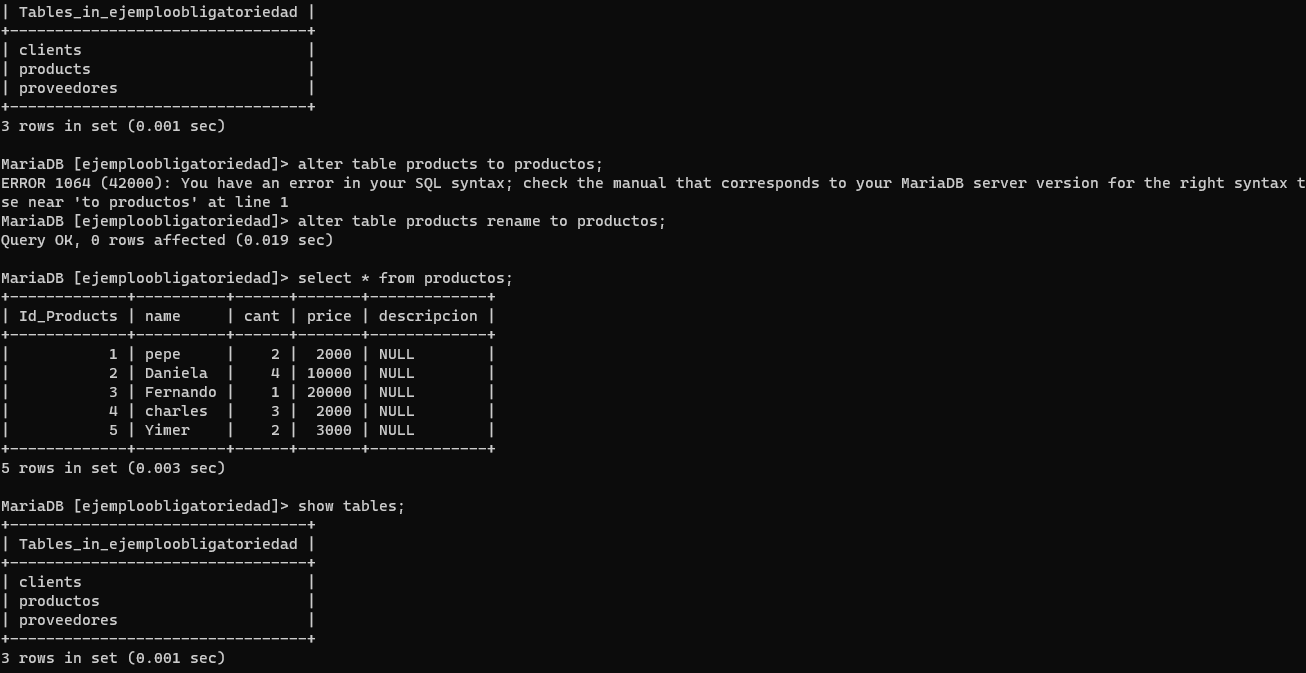 | Tables_in_ejemploobligatoriedad |
+---------------------------------+
| clients                         |
| products                        |
| proveedores                     |
+---------------------------------+
3 rows in set (0.001 sec)

MariaDB [ejemploobligatoriedad]> alter table products to productos;
ERROR 1064 (42000): You have an error in your SQL syntax; check the manual that corresponds to your MariaDB server version for the right syntax t
se near 'to productos' at line 1
MariaDB [ejemploobligatoriedad]> alter table products rename to productos;
Query OK, 0 rows affected (0.019 sec)

MariaDB [ejemploobligatoriedad]> select * from productos;
+-------------+----------+------+-------+-------------+
| Id_Products | name     | cant | price | descripcion |
+-------------+----------+------+-------+-------------+
|           1 | pepe     |    2 |  2000 | NULL        |
|           2 | Daniela  |    4 | 10000 | NULL        |
|           3 | Fernando |    1 | 20000 | NULL        |
|           4 | charles  |    3 |  2000 | NULL        |
|           5 | Yimer    |    2 |  3000 | NULL        |
+-------------+----------+------+-------+-------------+
5 rows in set (0.003 sec)

MariaDB [ejemploobligatoriedad]> show tables;
+---------------------------------+
| Tables_in_ejemploobligatoriedad |
+---------------------------------+
| clients                         |
| productos                       |
| proveedores                     |
+---------------------------------+
3 rows in set (0.001 sec)